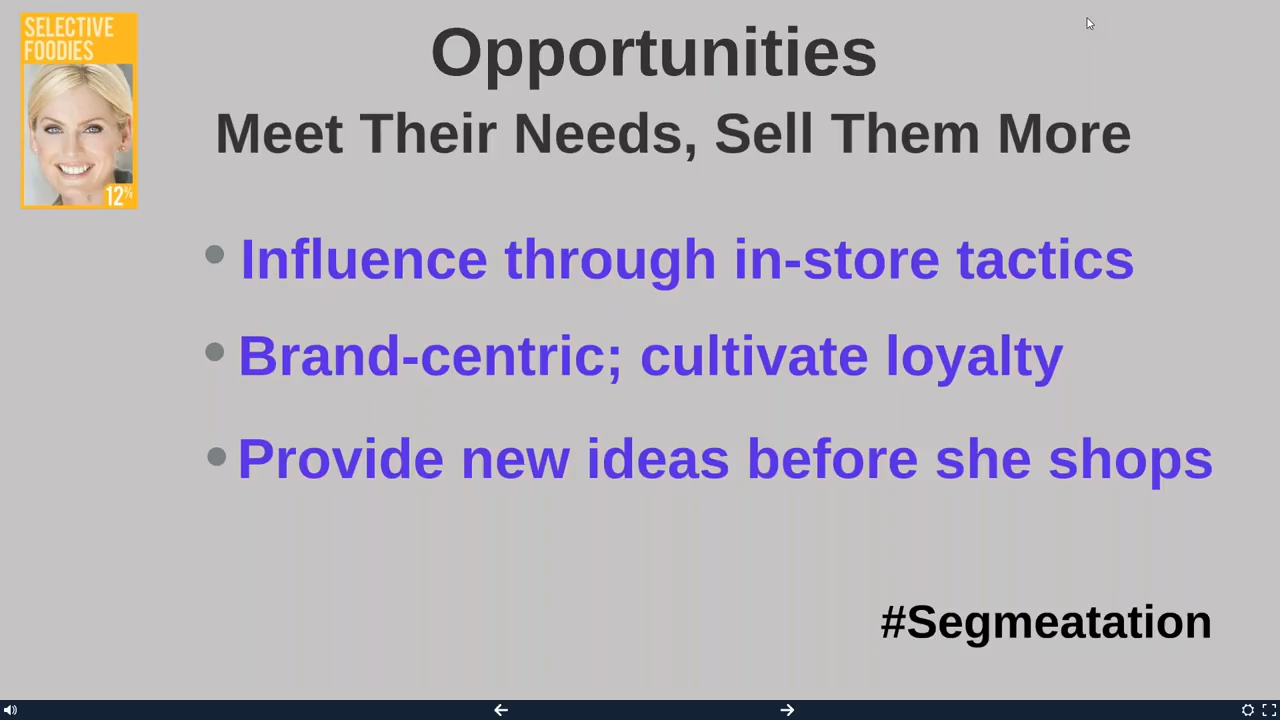 SELECTIVE
FOODIES
12%
Opportunities
Meet Their Needs, Sell Them More
• Influence through in-store tactics
• Brand-centric; cultivate loyalty
• Provide new ideas before she shops
#Segmeatation